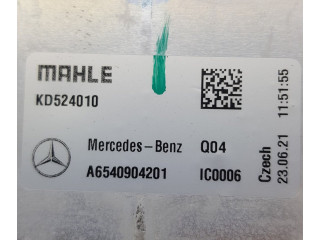 MAHLE
KD524010
Mercedes-Benz Q04
A6540904201 IC0006
Czech
23.06.21 11:51:55